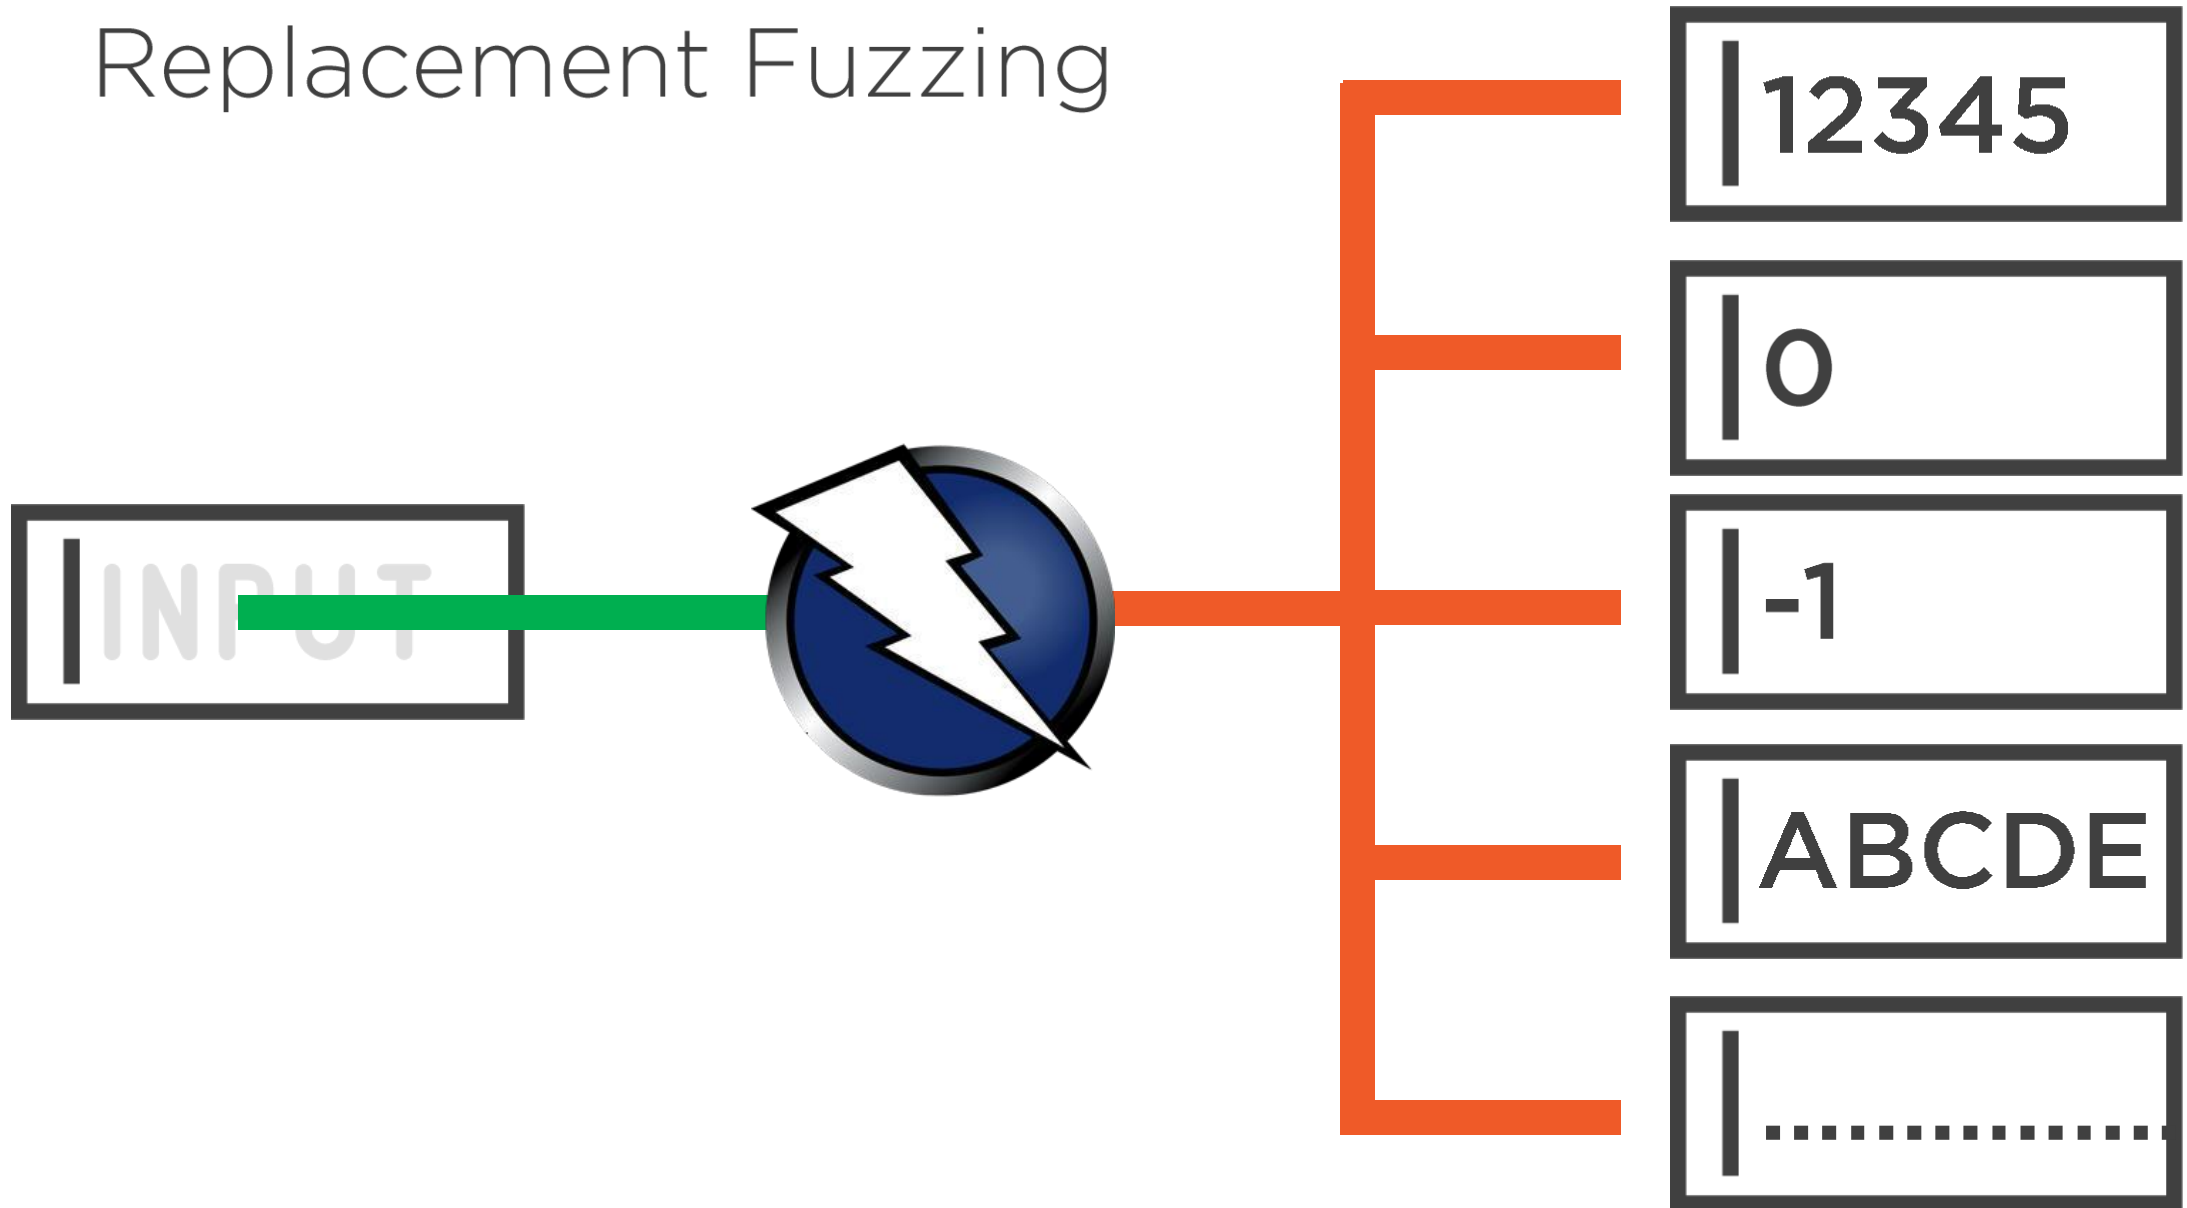 Replacement Fuzzing
12345
0
INPUT
-1
ABCDE
...............